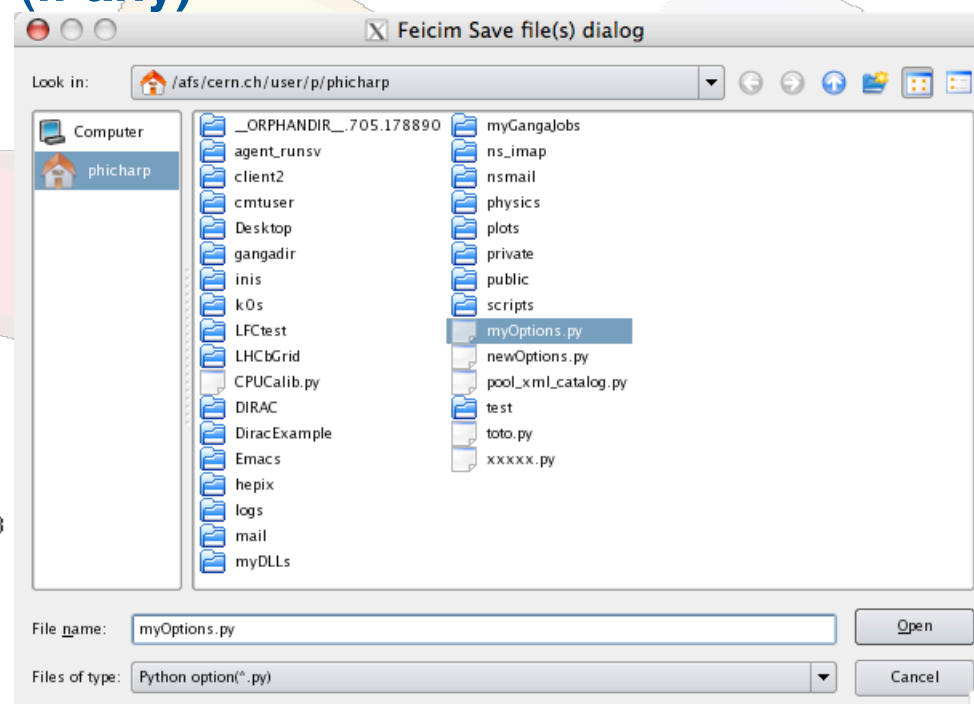 (if any)
X Feicim Save file(s) dialog
Look in: /afs/cern.ch/user/p/phicharp
Computer
phicharp
__ORPHANDIR__.705.178890
agent_runsv
client2
cmtuser
Desktop
gangadir
inis
k0s
LFCtest
LHCbGrid
CPUCalib.py
DIRAC
DiracExample
Emacs
hepix
logs
mail
myDLLs
myGangaJobs
ns_imap
nsmail
physics
plots
private
public
scripts
myOptions.py
newOptions.py
pool_xml_catalog.py
test
toto.py
xxxxx.py
File name: myOptions.py
Open
Files of type: Python option(*.py)
Cancel